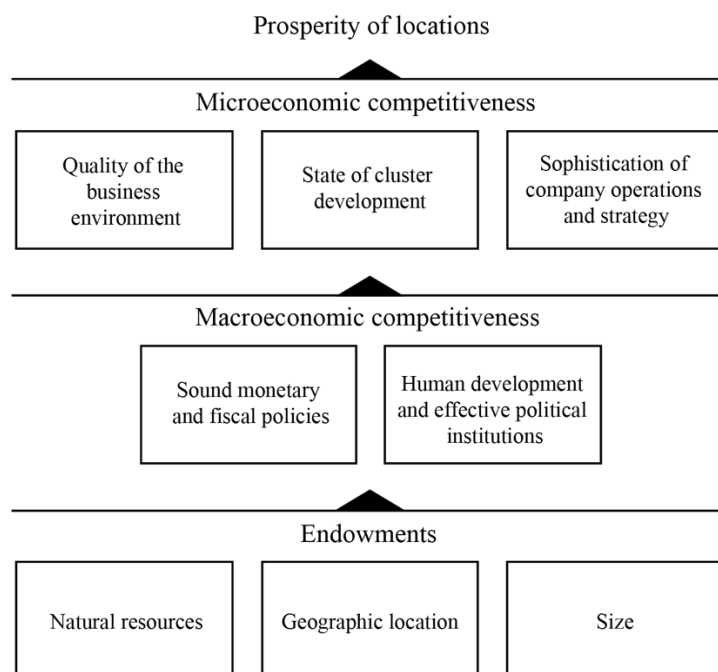 Prosperity of locations
Microeconomic competitiveness
Quality of the
business
environment
State of cluster
development
Sophistication of
company operations
and strategy
Macroeconomic competitiveness
Sound monetary
and fiscal policies
Human development
and effective political
institutions
Endowments
Natural resources
Geographic location
Size